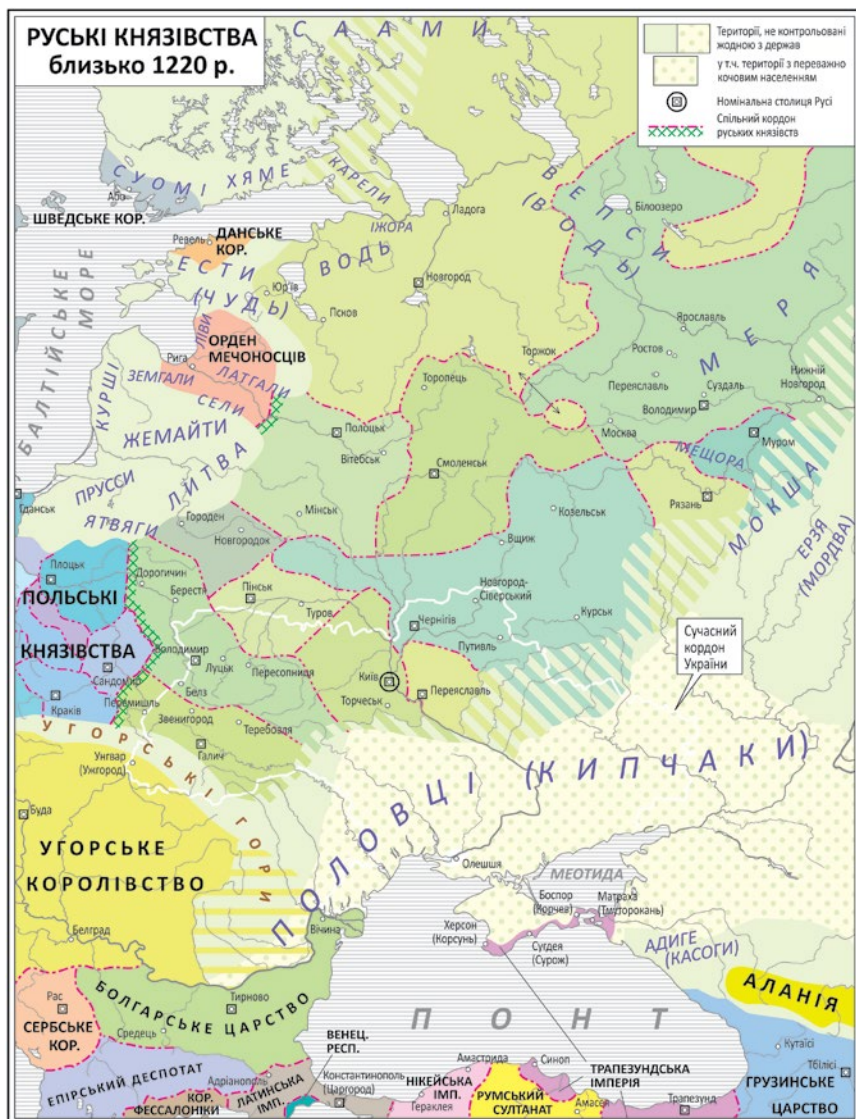 РУСЬКІ КНЯЗІВСТВА
близько 1220 р.
Території, не контрольовані
жодною з держав
у т.ч. території з переважно
кочовим населенням
Номінальна столиця Русі
Спільний кордон
руських князівств
СААМИ
СУОМІ
ХЯМЕ
КАРЕЛИ
Або
ШВЕДСЬКЕ КОР.
ВЕПСИ
(ВОДЬ)
Білоозеро
Ладога
ІЖОРА
ВОДЬ
Ревель
ДАНСЬКЕ
КОР.
ЕСТИ
(ЧУДЬ)
Юр'їв
Новгород
Псков
БАЛТІЙСЬКЕ МОРЕ
ЛІВИ
ОРДЕН
МЕЧОНОСЦІВ
Рига
ЛАТГАЛИ
ЗЕМГАЛИ
СЕЛИ
КУРШІ
ЖЕМАЙТИ
ЛИТВА
ПРУССИ
ЯТВЯГИ
Гданськ
МЕРЯ
Ярославль
Ростов
Торжок
Торопець
Переяславль
Суздаль
Нижній
Новгород
Володимир
Москва
Муром
МЕЩОРА
Рязань
МОКША
ЕРЗЯ
(МОРДВА)
Полоцьк
Вітебськ
Смоленськ
Мінськ
Городен
Новгородок
Козельськ
Вщиж
Новгород-
Сіверський
Чернігів
Курськ
Путивль
Плоцьк
ПОЛЬСЬКІ
КНЯЗІВСТВА
Сандомир
Краків
Дорогичин
Берестя
Пінськ
Туров
Володимир
Луцьк
Пересопниця
Белз
Перемишль
Звенигород
Теребовля
Галич
Київ
Торчеськ
Переяславль
Сучасний
кордон
України
УГОРСЬКІ ГОРИ
Унгвар
(Ужгород)
Буда
УГОРСЬКЕ
КОРОЛІВСТВО
Белград
ПОЛОВЦІ (КИПЧАКИ)
Олешшя
МЕОТИДА
Боспор
(Корчев)
Матраха
(Тмуторокань)
Херсон
(Корсунь)
Сугдея
(Сурож)
АДИГЕ
(КАСОГИ)
АЛАНІЯ
Вічина
Рас
СЕРБСЬКЕ
КОР.
БОЛГАРСЬКЕ ЦАРСТВО
Тирново
Средець
ПОНТ
ВЕНЕЦ.
РЕСП.
ЕПІРСЬКИЙ ДЕСПОТАТ
Адріанополь
КОР.
ФЕССАЛОНІКИ
ЛАТИНСЬКА
ІМП.
Константинополь
(Царгород)
НІКЕЙСЬКА
ІМП.
Амастрида
Гераклея
Синоп
РУМСЬКИЙ
СУЛТАНАТ
Амасея
ТРАПЕЗУНДСЬКА
ІМПЕРІЯ
Трапезунд
Кутаїсі
Тбілісі
ГРУЗИНСЬКЕ
ЦАРСТВО